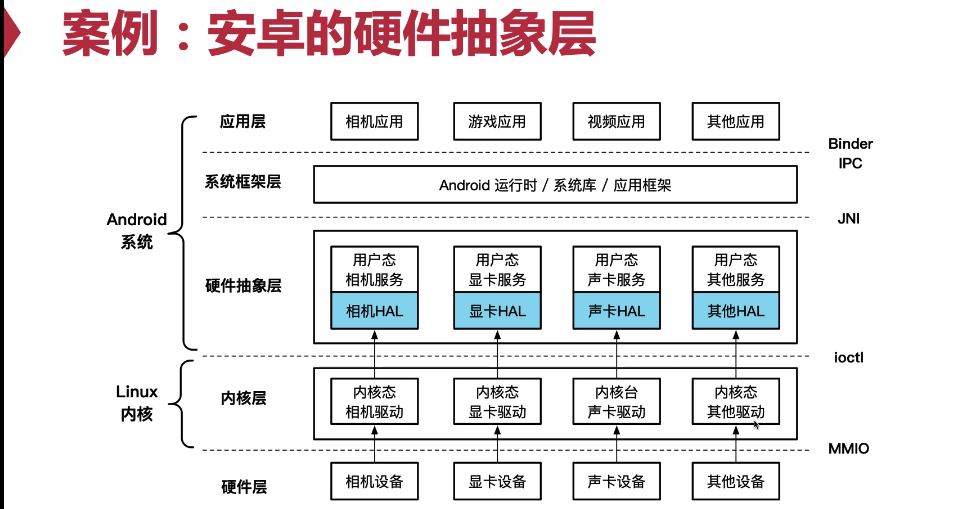 案例：安卓的硬件抽象层
应用层
相机应用
游戏应用
视频应用
其他应用
Binder
IPC
系统框架层
Android 运行时 / 系统库 / 应用框架
JNI
Android
系统
硬件抽象层
用户态
相机服务
相机HAL
用户态
显卡服务
显卡HAL
用户态
声卡服务
声卡HAL
用户态
其他服务
其他HAL
ioctl
Linux
内核
内核层
内核态
相机驱动
内核态
显卡驱动
内核台
声卡驱动
内核态
其他驱动
MMIO
硬件层
相机设备
显卡设备
声卡设备
其他设备